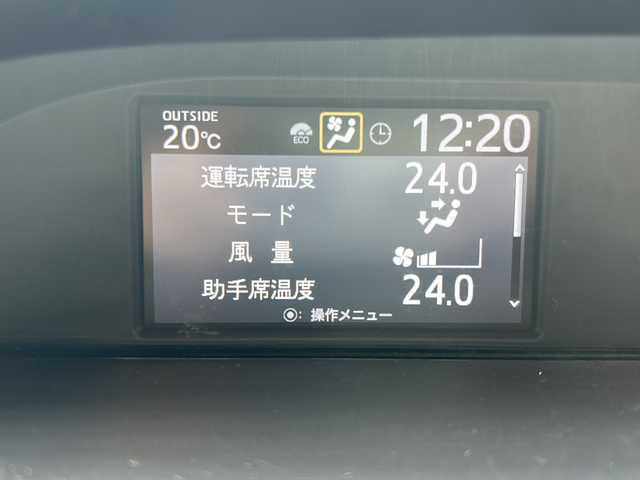 OUTSIDE
20℃ ECO 12:20
運転席温度 24.0
モード
風量
助手席温度 24.0
◉: 操作メニュー